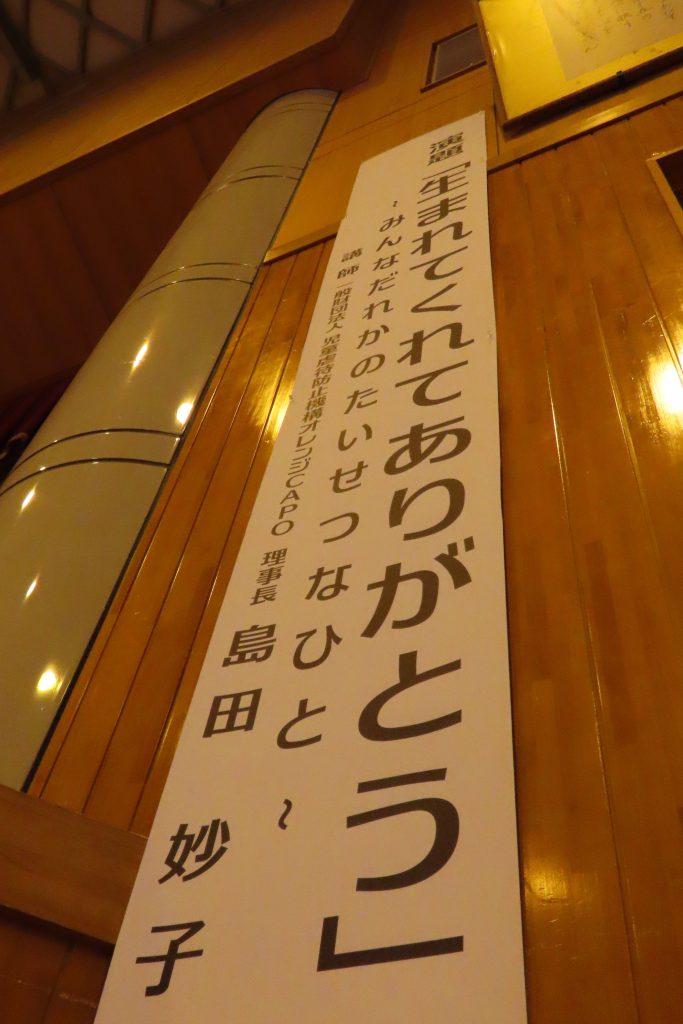 演題「生まれてくれてありがとう」
~みんなだれかのたいせつなひと~
講師 一般財団法人 児童虐待防止機構オレンジCAPO 理事長 島田 妙子